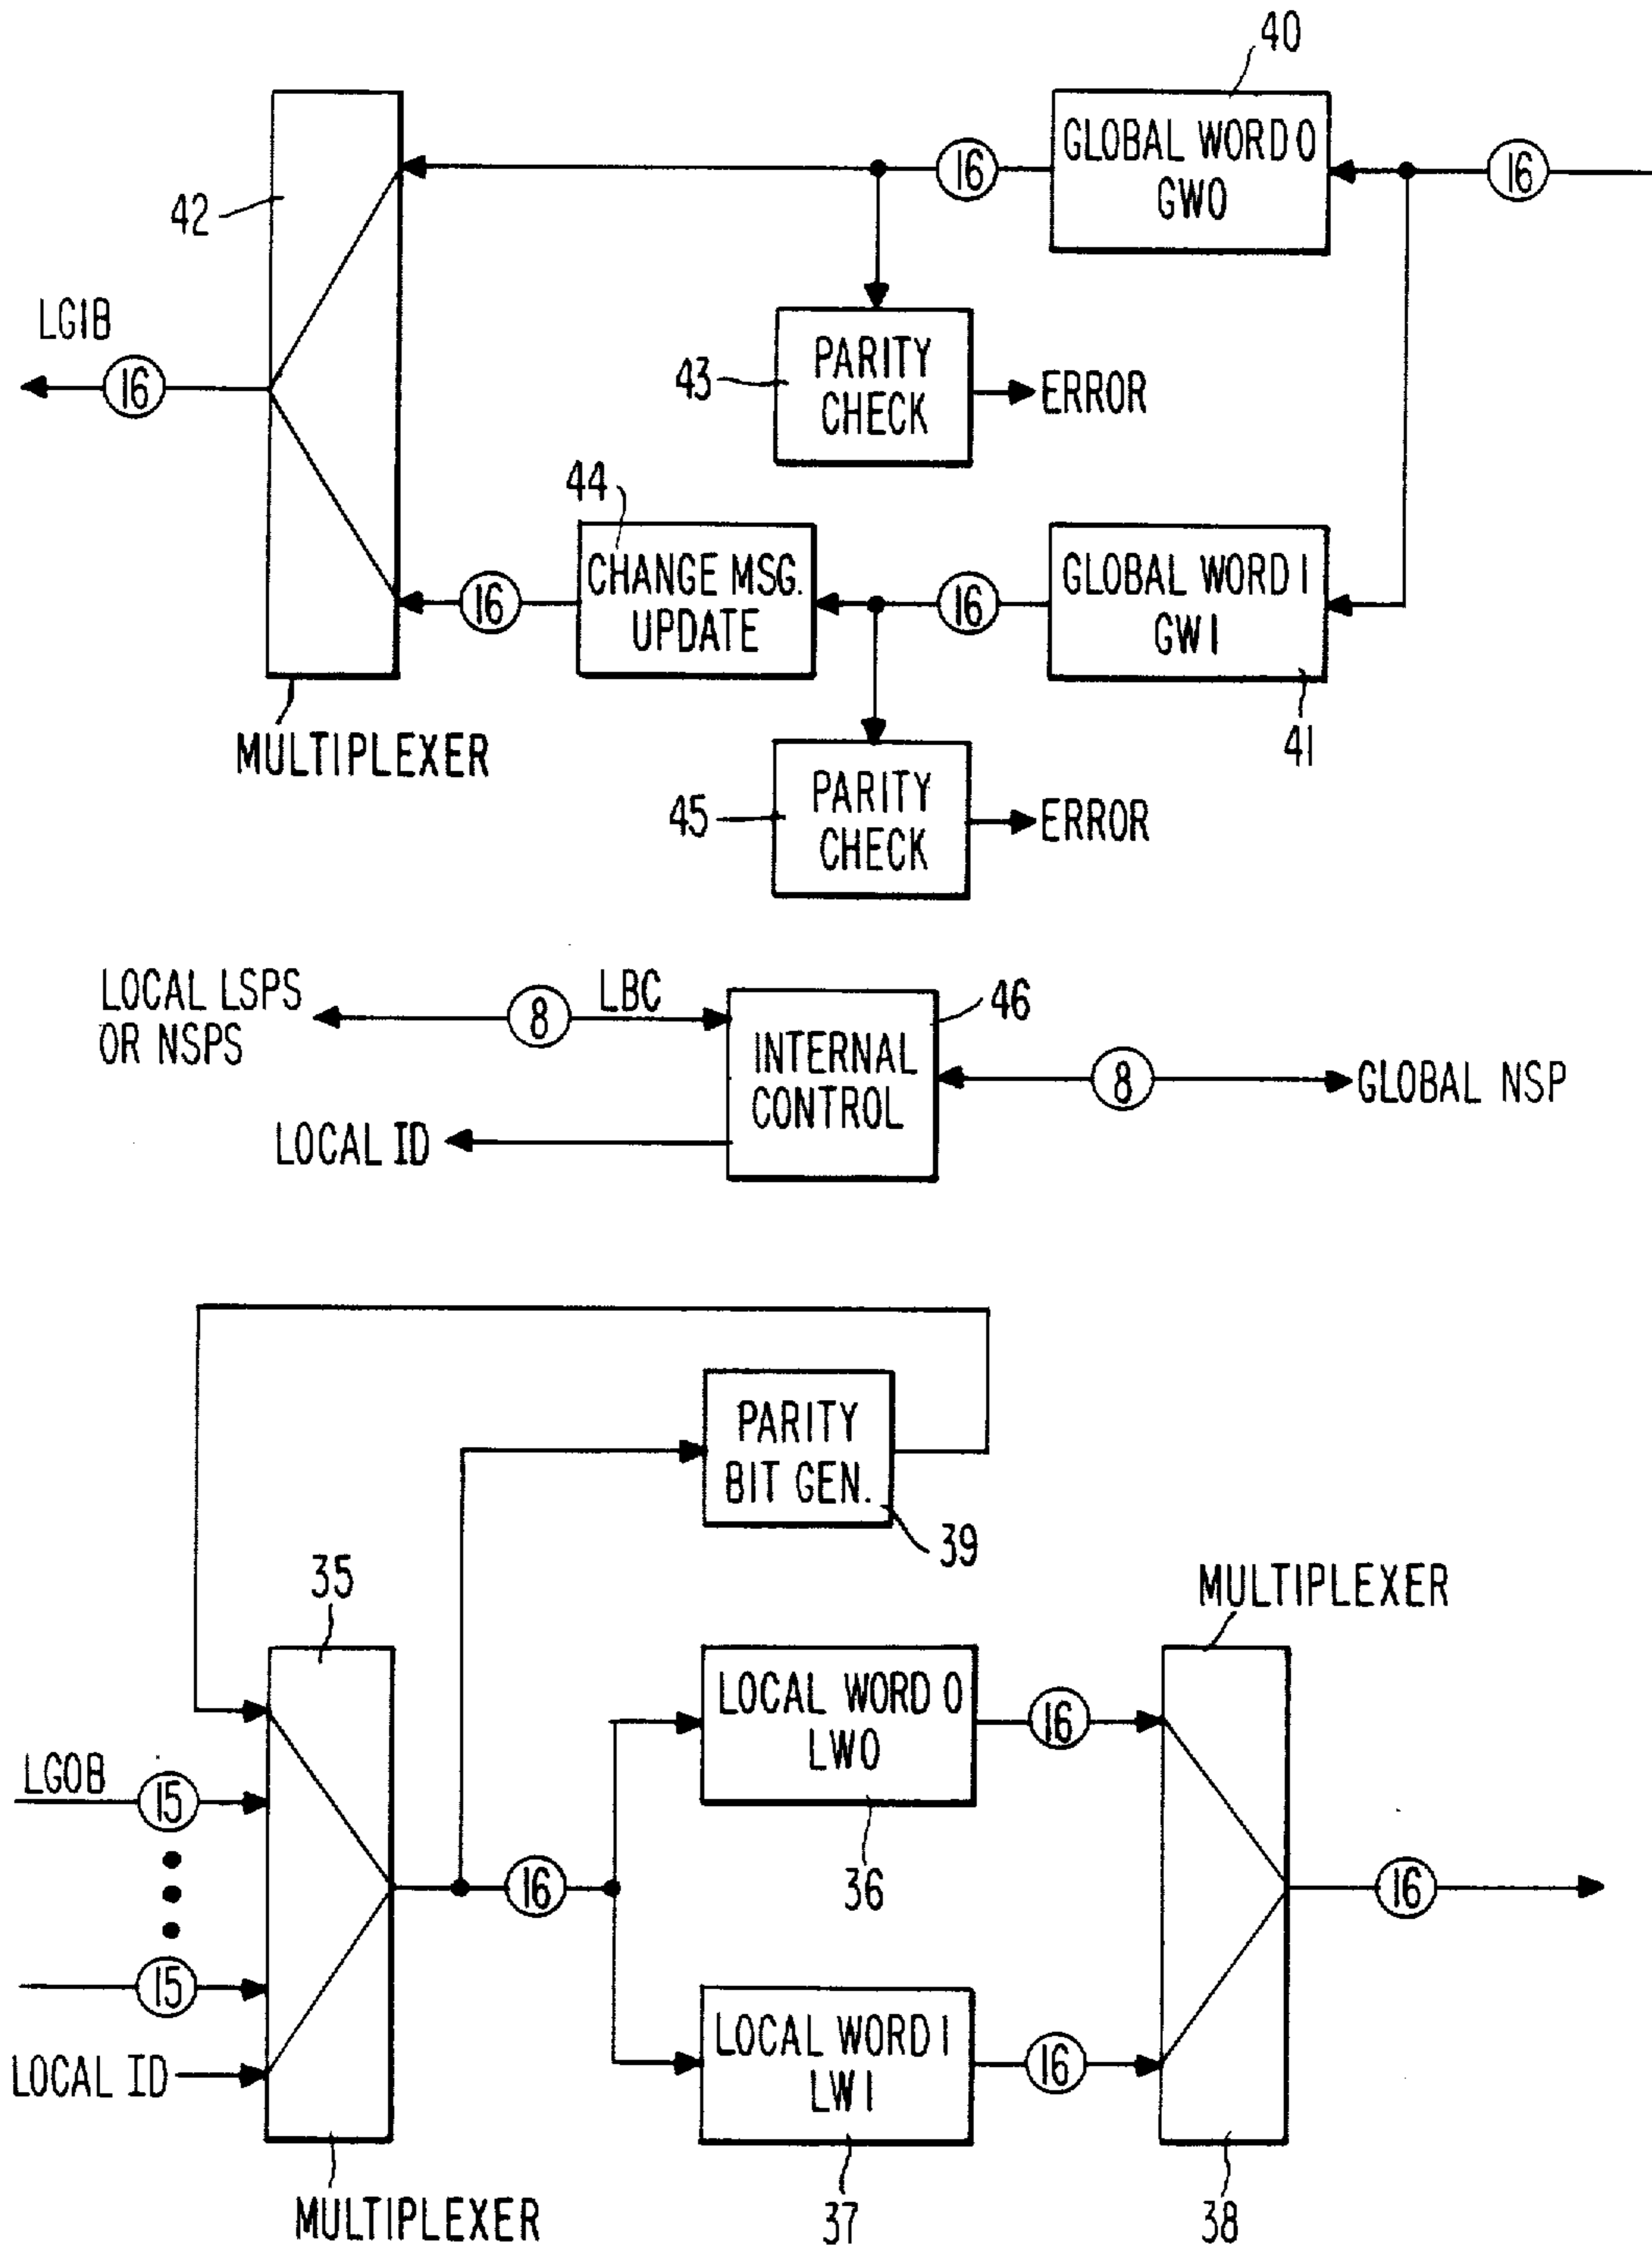 40
GLOBAL WORD 0
GW0
16
16
42
LGIB
16
PARITY
CHECK
43
ERROR
44
CHANGE MSG.
UPDATE
16
16
GLOBAL WORD 1
GW1
41
MULTIPLEXER
PARITY
CHECK
45
ERROR
LOCAL LSPS
OR NSPS
8
LBC
46
INTERNAL
CONTROL
8
GLOBAL NSP
LOCAL ID
PARITY
BIT GEN.
39
35
MULTIPLEXER
LOCAL WORD 0
LW0
16
LGOB
15
36
16
16
15
LOCAL WORD 1
LW1
16
LOCAL ID
MULTIPLEXER
37
38